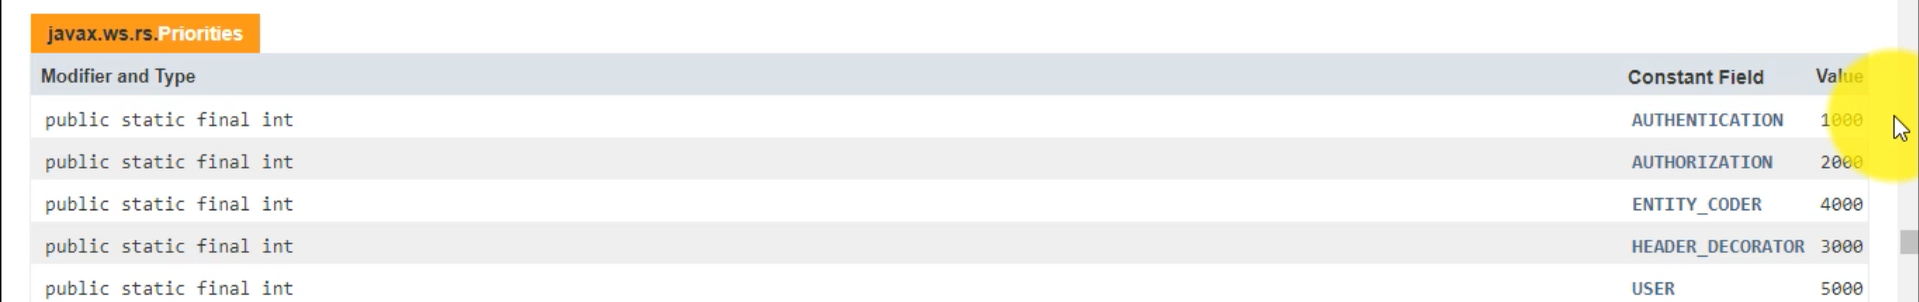 javax.ws.rs.Priorities
Modifier and Type Constant Field Value
public static final int AUTHENTICATION 1000
public static final int AUTHORIZATION 2000
public static final int ENTITY_CODER 4000
public static final int HEADER_DECORATOR 3000
public static final int USER 5000